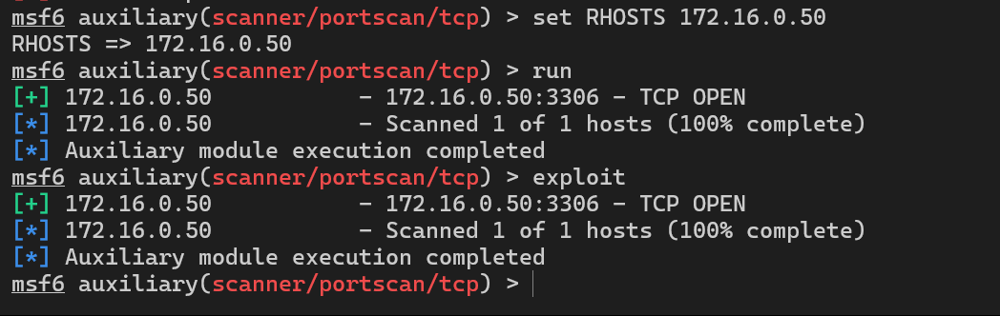 msf6 auxiliary(scanner/portscan/tcp) > set RHOSTS 172.16.0.50
RHOSTS => 172.16.0.50
msf6 auxiliary(scanner/portscan/tcp) > run
[+] 172.16.0.50           - 172.16.0.50:3306 - TCP OPEN
[*] 172.16.0.50           - Scanned 1 of 1 hosts (100% complete)
[*] Auxiliary module execution completed
msf6 auxiliary(scanner/portscan/tcp) > exploit
[+] 172.16.0.50           - 172.16.0.50:3306 - TCP OPEN
[*] 172.16.0.50           - Scanned 1 of 1 hosts (100% complete)
[*] Auxiliary module execution completed
msf6 auxiliary(scanner/portscan/tcp) >